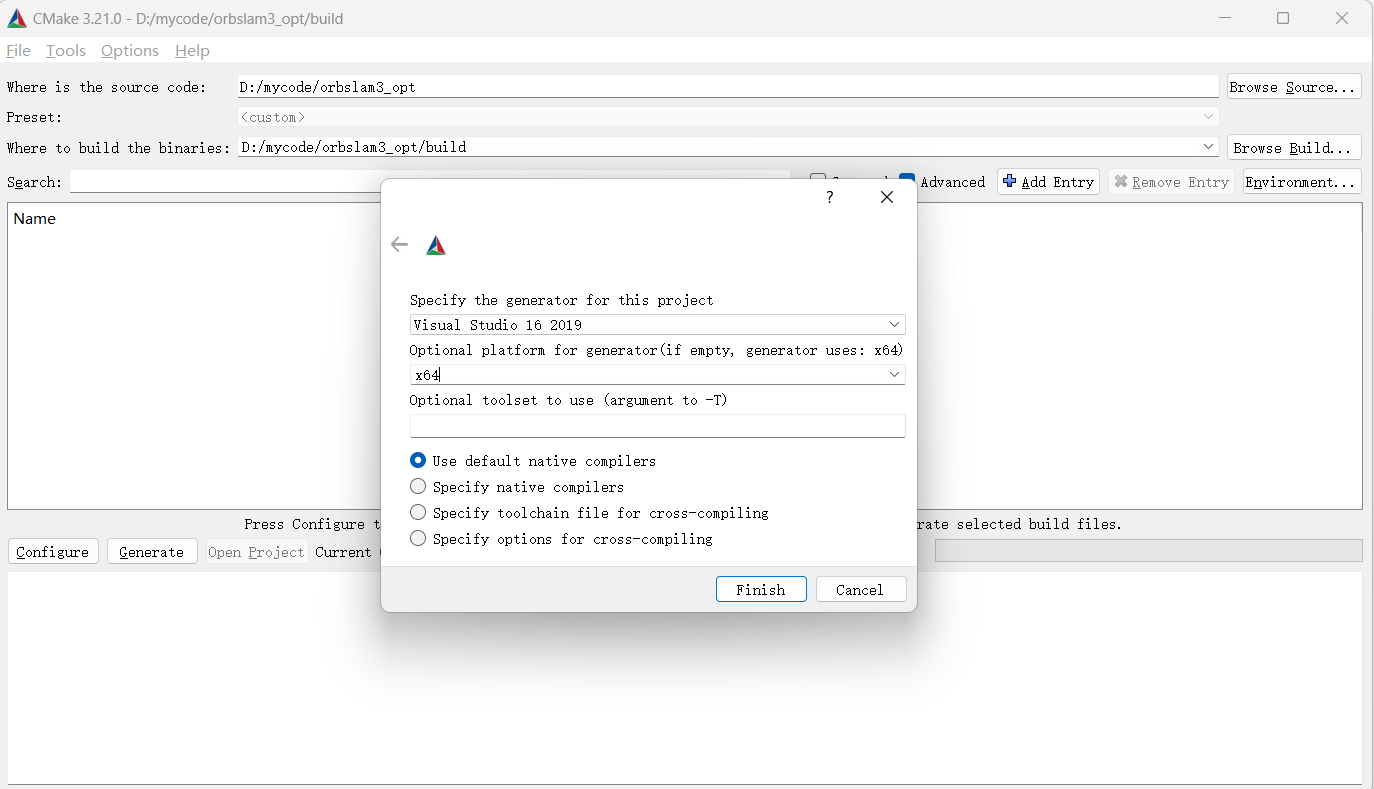 CMake 3.21.0 - D:/mycode/orbslam3_opt/build
File Tools Options Help
Where is the source code: D:/mycode/orbslam3_opt Browse Source...
Preset: <custom>
Where to build the binaries: D:/mycode/orbslam3_opt/build Browse Build...
Search: Advanced Add Entry Remove Entry Environment...
Name
?
Specify the generator for this project
Visual Studio 16 2019
Optional platform for generator(if empty, generator uses: x64)
x64
Optional toolset to use (argument to -T)
Use default native compilers
Specify native compilers
Specify toolchain file for cross-compiling
Specify options for cross-compiling
Finish Cancel
Press Configure t rate selected build files.
Configure Generate Open Project Current